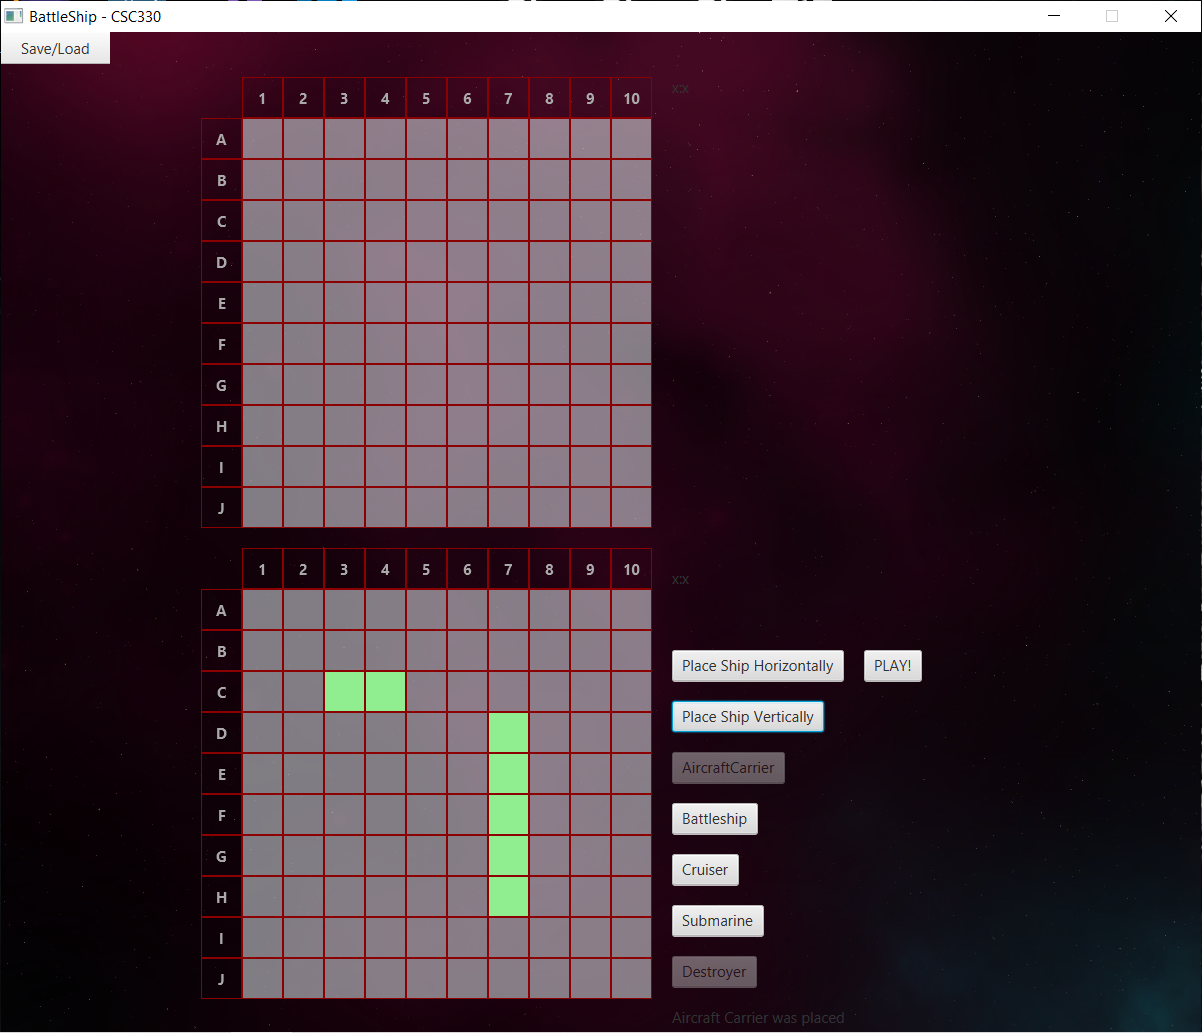 BattleShip - CSC330
Save/Load
1 2 3 4 5 6 7 8 9 10
x:x
A
B
C
D
E
F
G
H
I
J
1 2 3 4 5 6 7 8 9 10
x:x
A
B
Place Ship Horizontally PLAY!
C
Place Ship Vertically
D
AircraftCarrier
E
Battleship
F
Cruiser
G
Submarine
H
Destroyer
I
J
Aircraft Carrier was placed